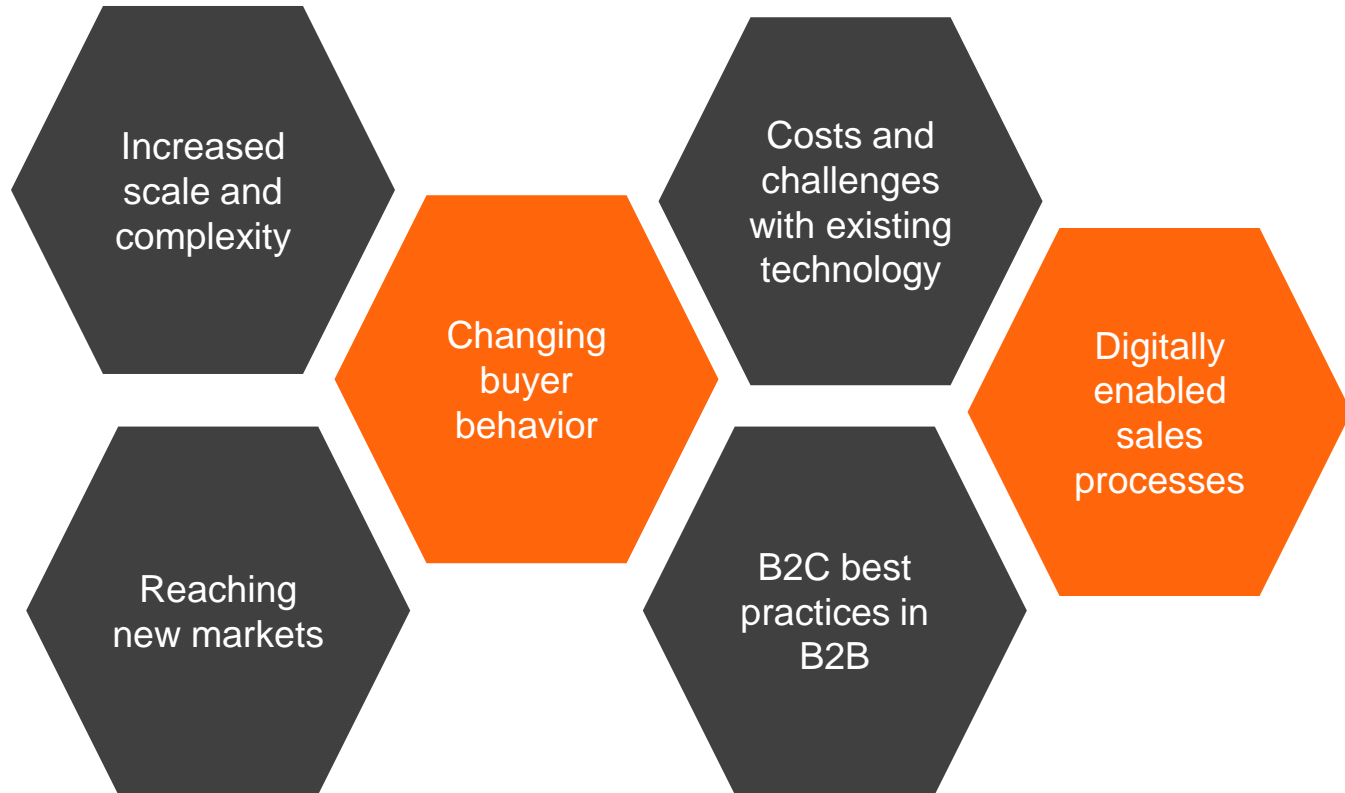 Increased
scale and
complexity
Changing
buyer
behavior
Costs and
challenges
with existing
technology
Digitally
enabled
sales
processes
Reaching
new markets
B2C best
practices in
B2B